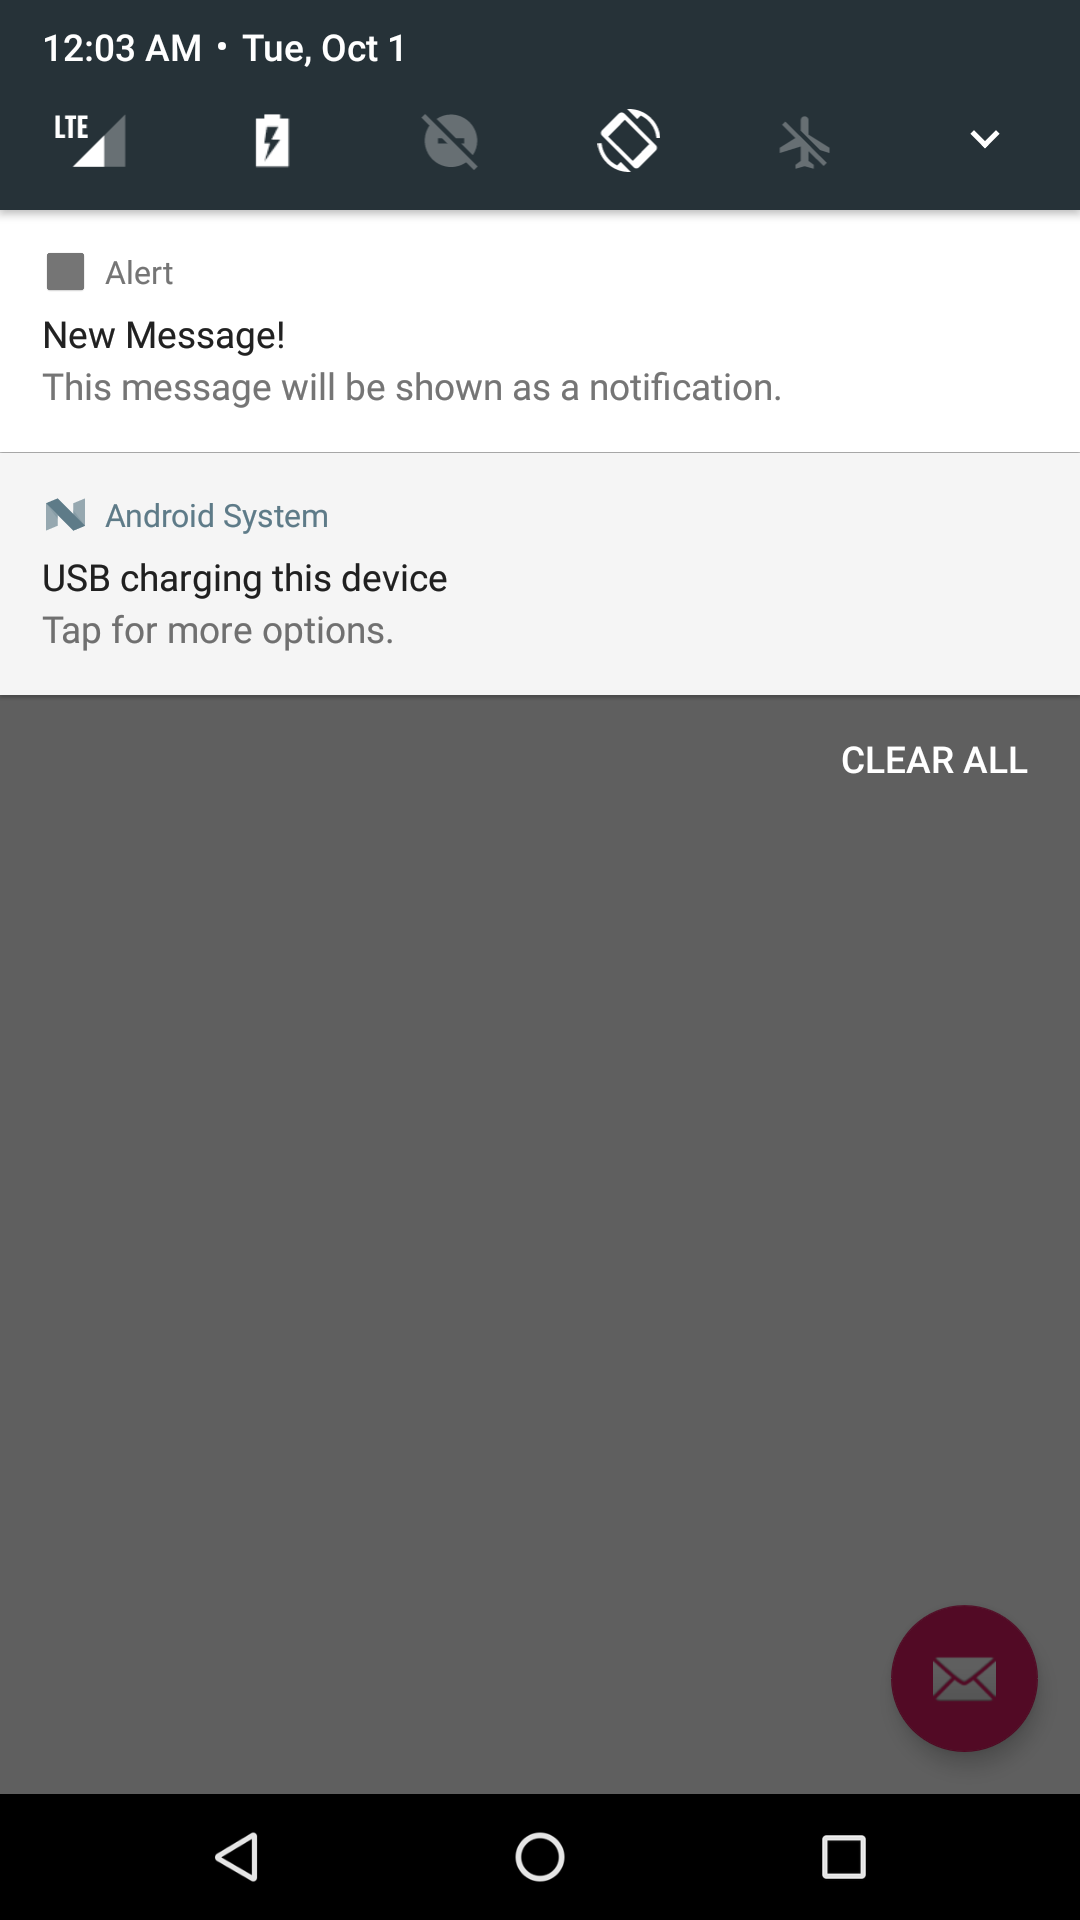 12:03 AM • Tue, Oct 1
LTE
Alert
New Message!
This message will be shown as a notification.
Android System
USB charging this device
Tap for more options.
CLEAR ALL